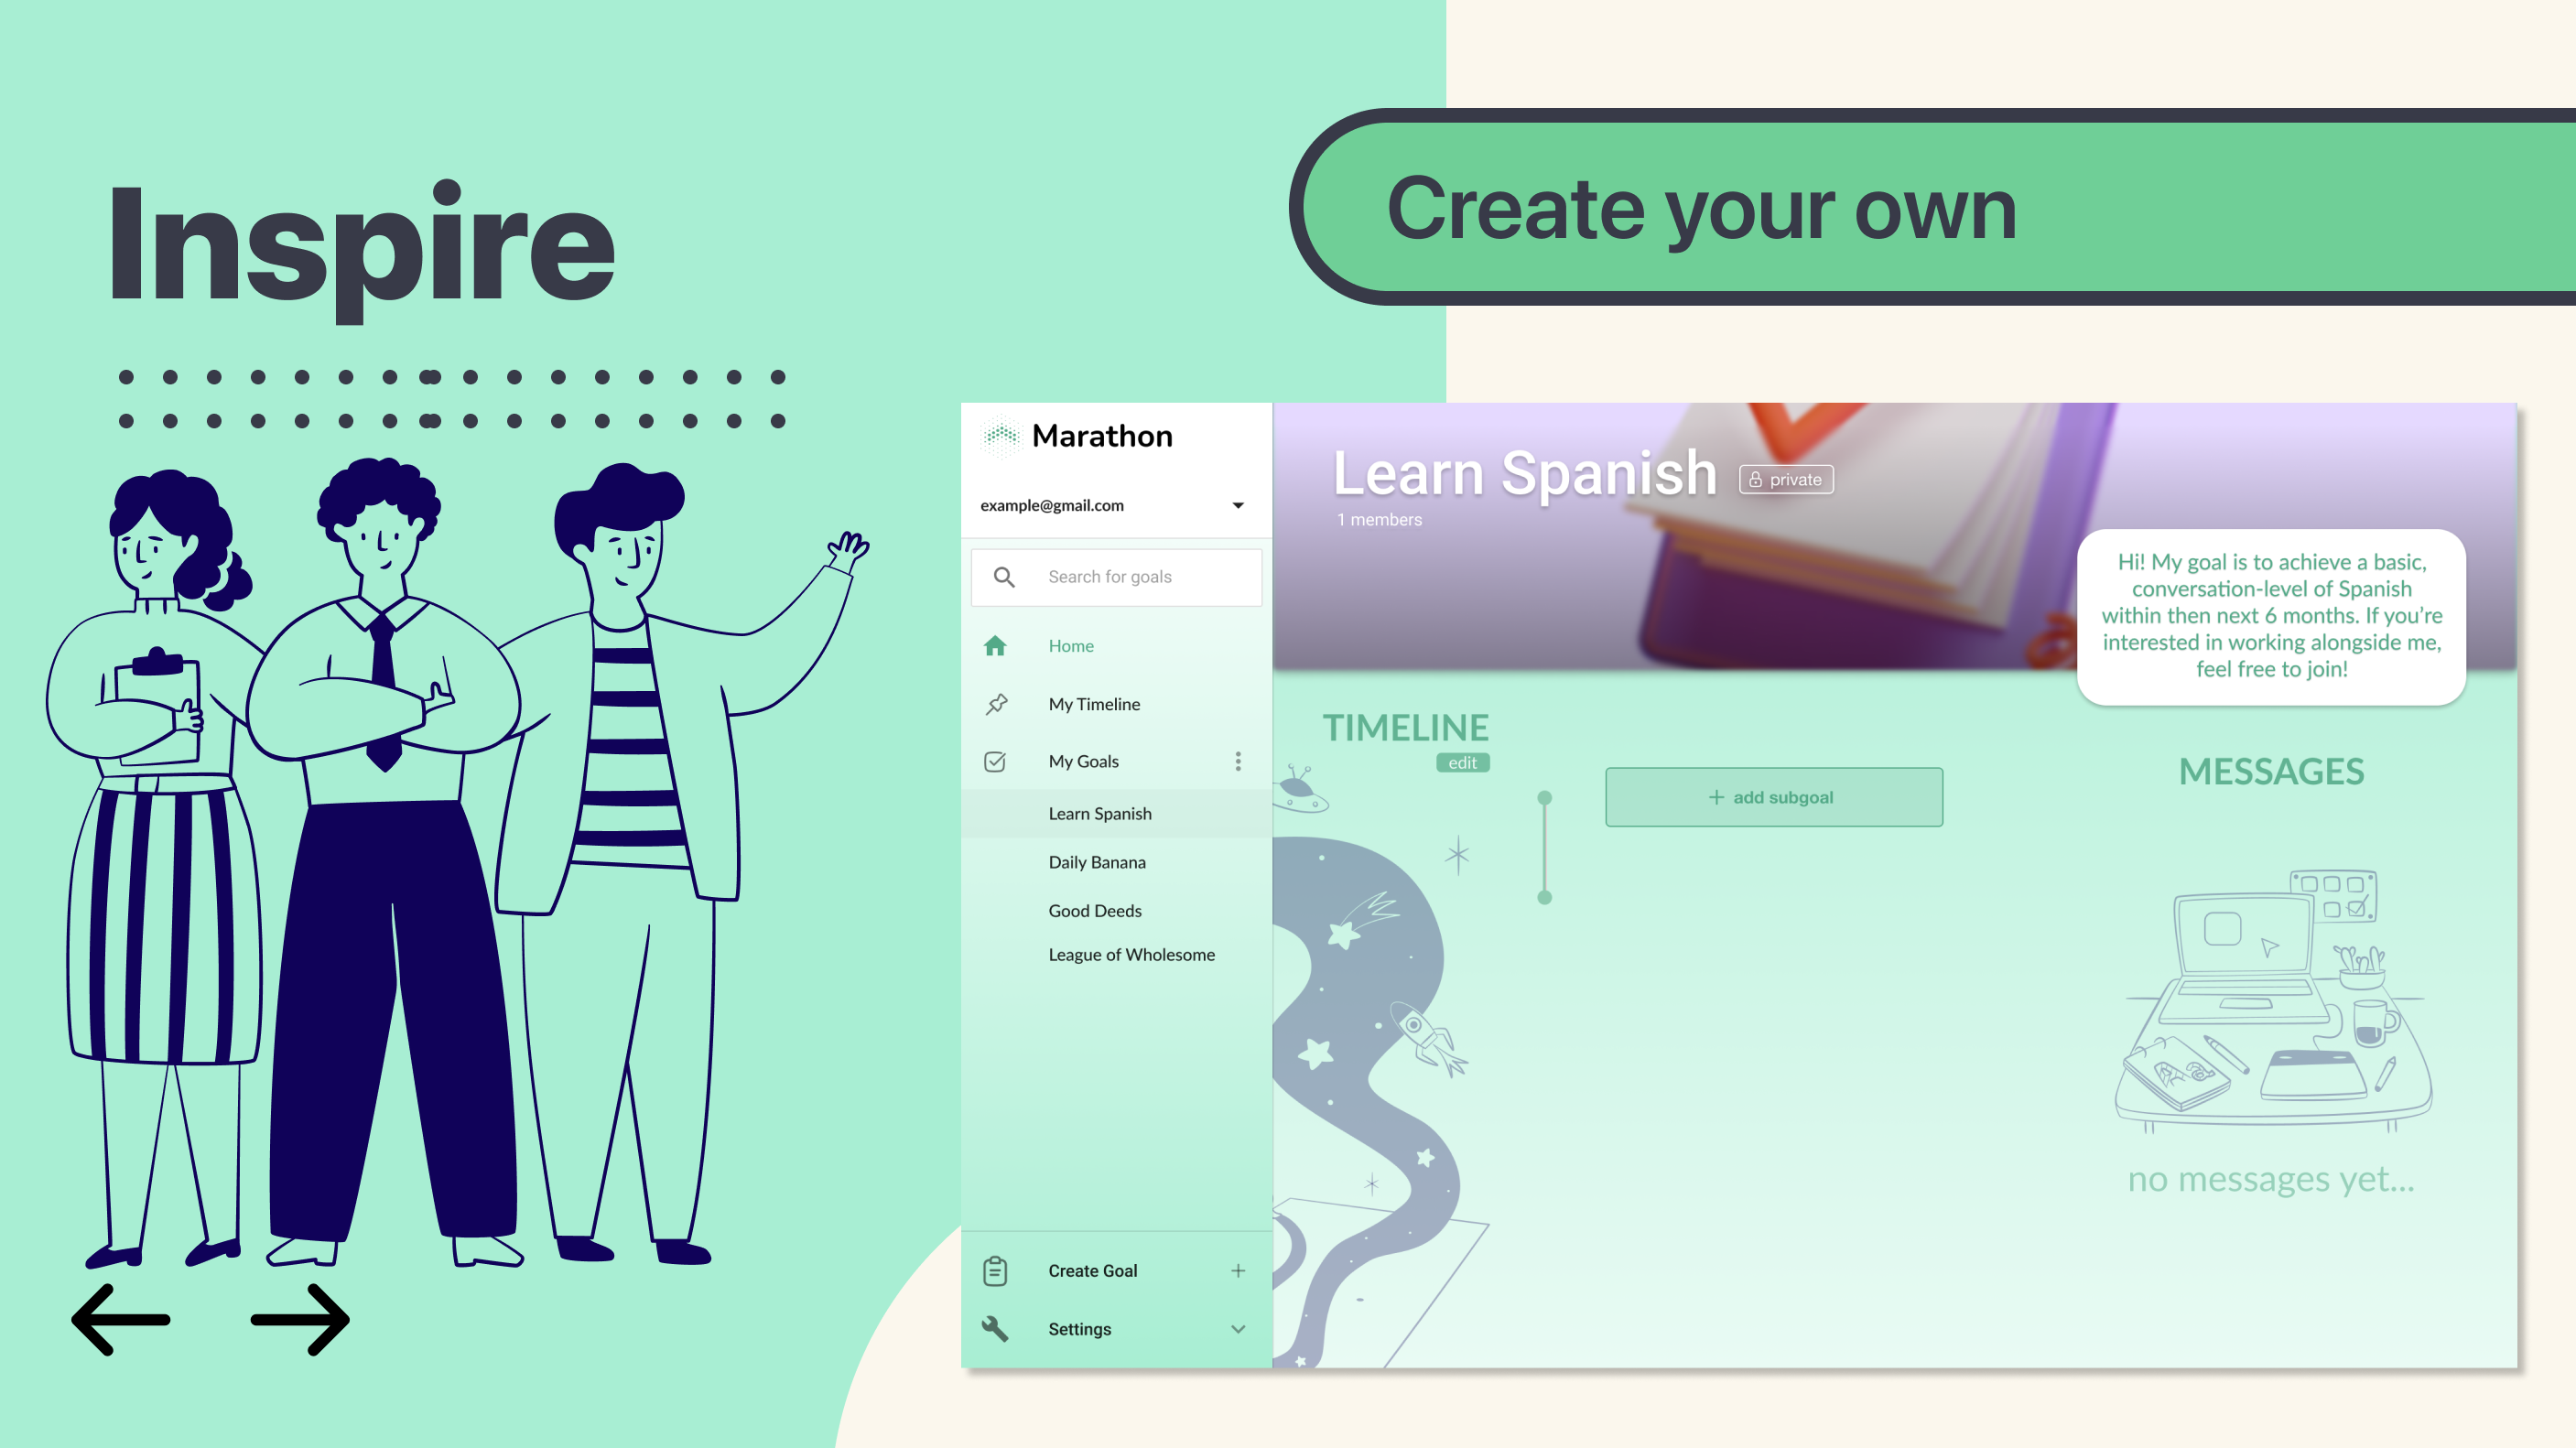 Inspire
Create your own
Marathon
example@gmail.com
Search for goals
Home
My Timeline
My Goals
Learn Spanish
Daily Banana
Good Deeds
League of Wholesome
Create Goal
Settings
Learn Spanish
private
1 members
Hi! My goal is to achieve a basic,
conversation-level of Spanish
within then next 6 months. If you're
interested in working alongside me,
feel free to join!
TIMELINE
edit
+ add subgoal
MESSAGES
no messages yet...